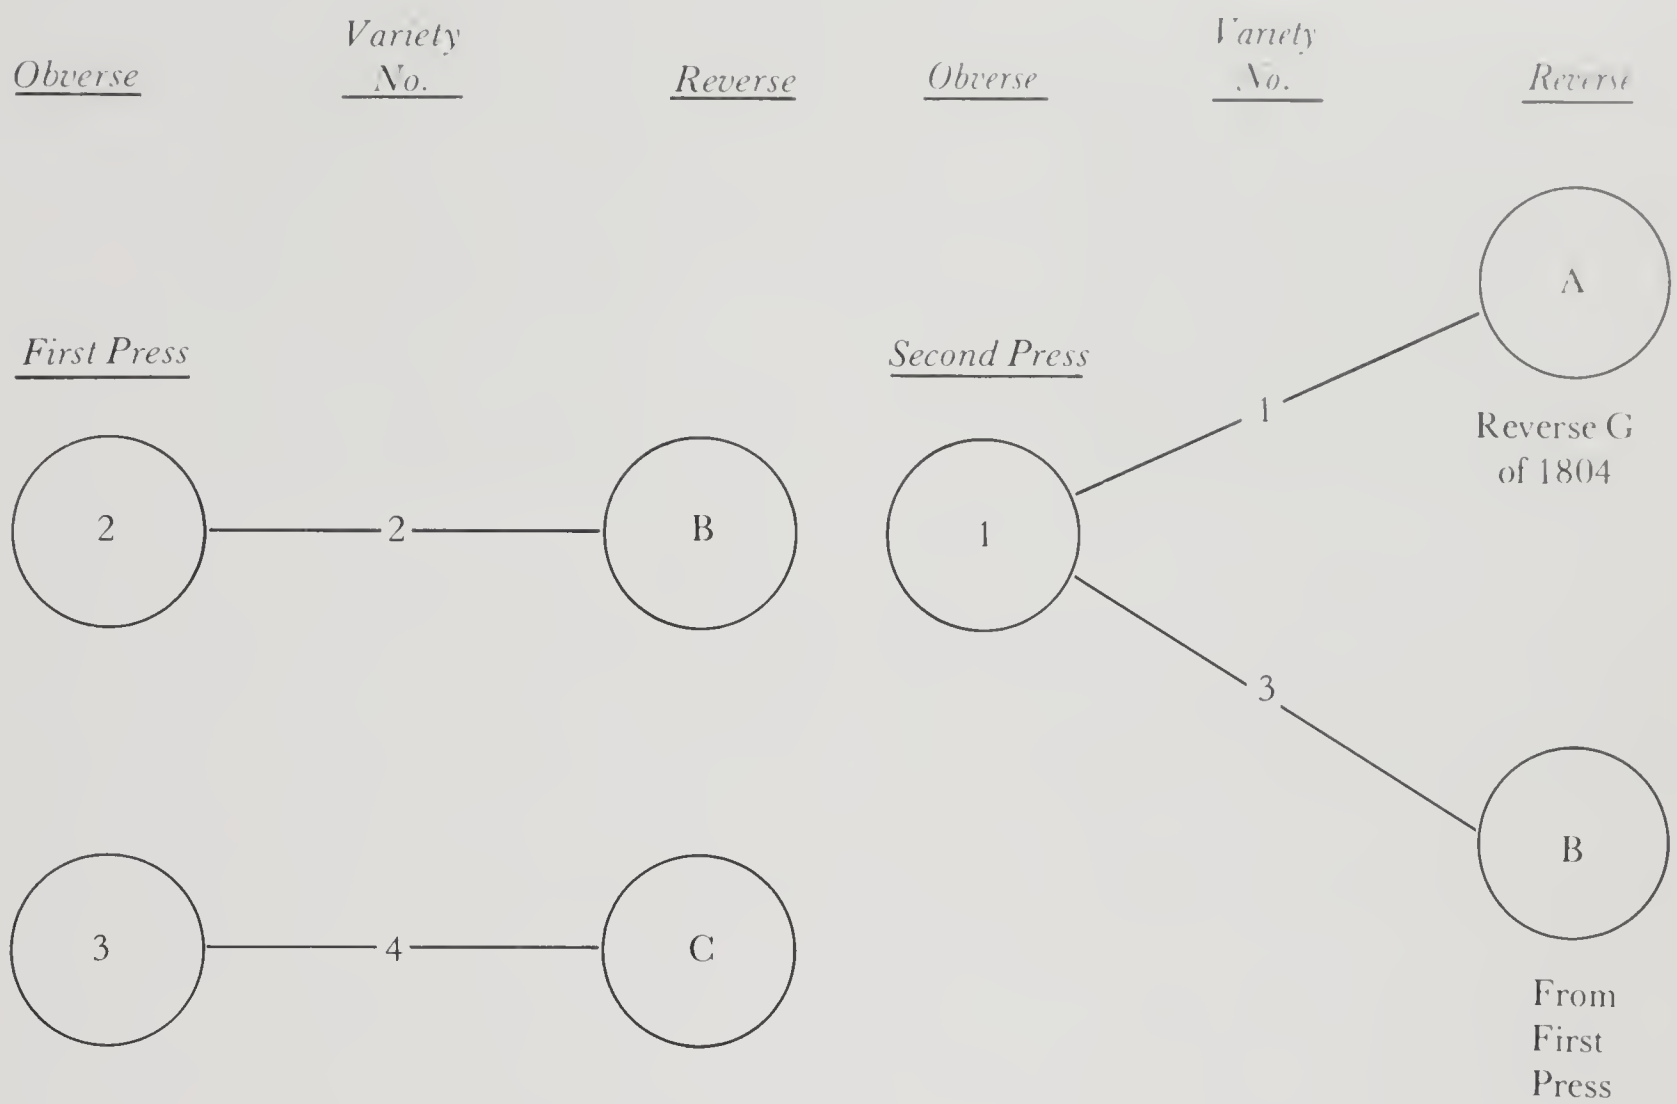 Variety
No.
Obverse
Reverse
First Press
2
2
B
3
4
C
Variety
No.
Obverse
Reverse
Second Press
A
Reverse G
of 1804
1
1
3
B
From
First
Press